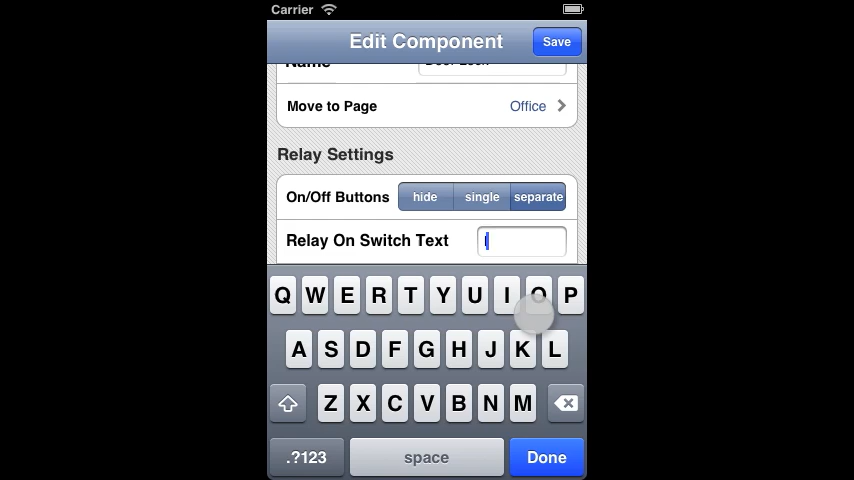 Carrier
Edit Component
Save
Name
Move to Page
Office
Relay Settings
On/Off Buttons
hide
single
separate
Relay On Switch Text
Q W E R T Y U I O P
A S D F G H J K L
Z X C V B N M
.?123
space
Done